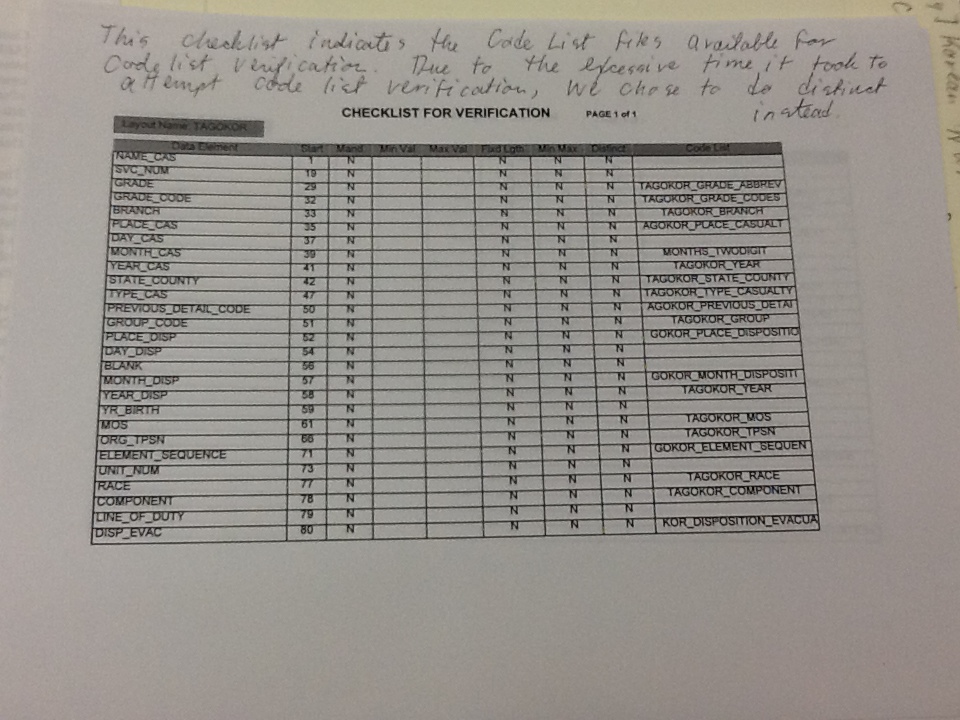 This checklist indicates the Code List files available for
Code list verification. Due to the excessive time it took to
attempt code list verification, we chose to do distinct
instead.
CHECKLIST FOR VERIFICATION PAGE 1 of 1
Layout Name: TAGOKOR
Data Element Start Mand Min Val Max Val Fixd Lgth Min Max Distinct Code List
NAME_CAS 1 N N N N
SVC_NUM 19 N N N N
GRADE 29 N N N N TAGOKOR_GRADE_ABBREV
GRADE_CODE 32 N N N N TAGOKOR_GRADE_CODES
BRANCH 33 N N N N TAGOKOR_BRANCH
PLACE_CAS 35 N N N N AGOKOR_PLACE_CASUALT
DAY_CAS 37 N N N N
MONTH_CAS 39 N N N N MONTHS_TWODIGIT
YEAR_CAS 41 N N N N TAGOKOR_YEAR
STATE_COUNTY 42 N N N N TAGOKOR_STATE_COUNTY
TYPE_CAS 47 N N N N TAGOKOR_TYPE_CASUALTY
PREVIOUS_DETAIL_CODE 50 N N N N AGOKOR_PREVIOUS_DETAI
GROUP_CODE 51 N N N N TAGOKOR_GROUP
PLACE_DISP 52 N N N N GOKOR_PLACE_DISPOSITIO
DAY_DISP 54 N N N N
BLANK 56 N N N N
MONTH_DISP 57 N N N N GOKOR_MONTH_DISPOSITI
YEAR_DISP 58 N N N N TAGOKOR_YEAR
YR_BIRTH 59 N N N N
MOS 61 N N N N TAGOKOR_MOS
ORG_TPSN 66 N N N N TAGOKOR_TPSN
ELEMENT_SEQUENCE 71 N N N N GOKOR_ELEMENT_SEQUEN
UNIT_NUM 73 N N N N
RACE 77 N N N N TAGOKOR_RACE
COMPONENT 78 N N N N TAGOKOR_COMPONENT
LINE_OF_DUTY 79 N N N N
DISP_EVAC 80 N N N N KOR_DISPOSITION_EVACUA